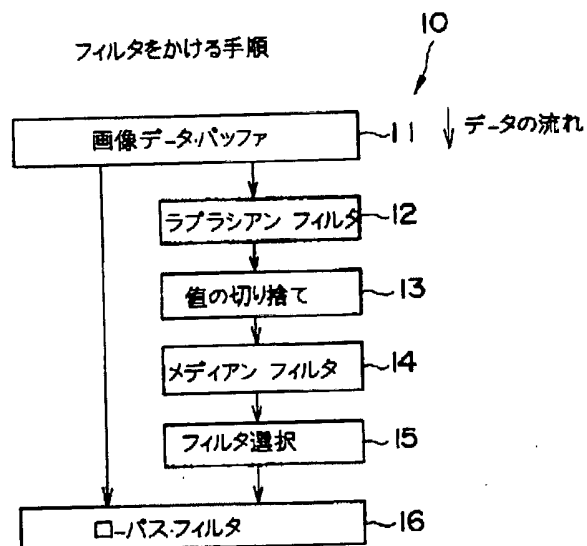 フィルタをかける手順
10
画像データ・バッファ
11
データの流れ
ラプラシアン フィルタ
12
値の切り捨て
13
メディアン フィルタ
14
フィルタ選択
15
ローパス・フィルタ
16